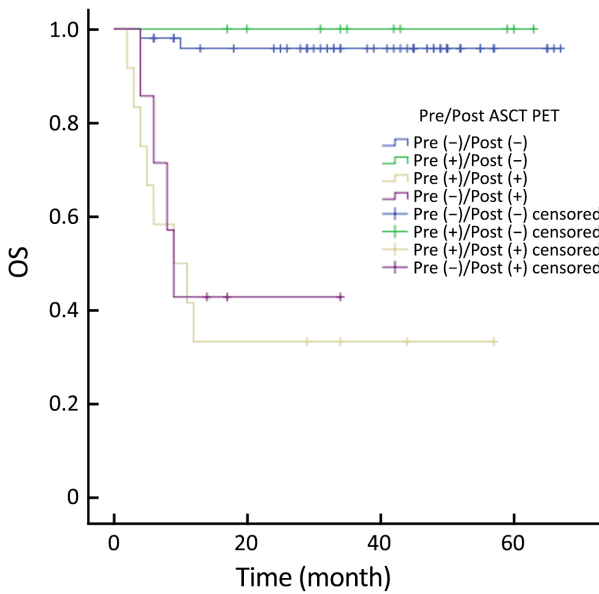 1.0
0.8
0.6
0.4
0.2
0
OS
Pre/Post ASCT PET
Pre (−)/Post (−)
Pre (+)/Post (−)
Pre (+)/Post (+)
Pre (−)/Post (+)
Pre (−)/Post (−) censored
Pre (+)/Post (−) censored
Pre (+)/Post (+) censored
Pre (−)/Post (+) censored
0 20 40 60
Time (month)